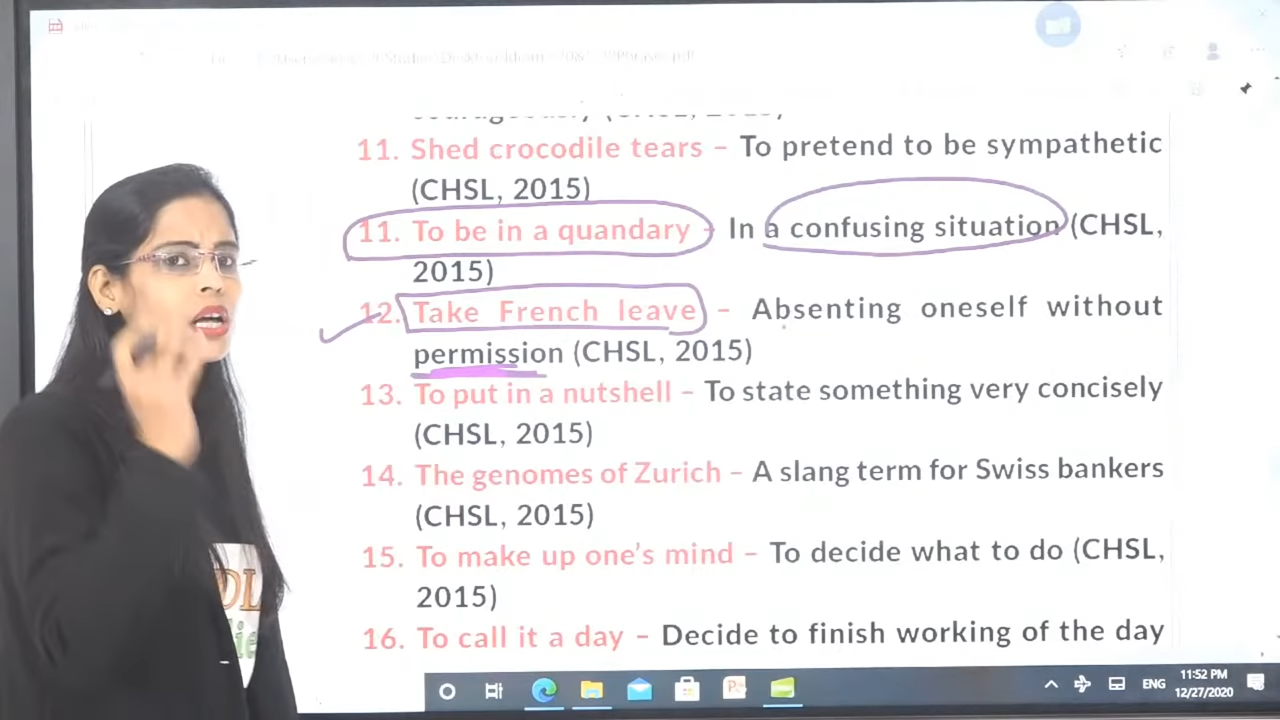 11. Shed crocodile tears – To pretend to be sympathetic
(CHSL, 2015)
11. To be in a quandary – In a confusing situation (CHSL,
2015)
12. Take French leave – Absenting oneself without
permission (CHSL, 2015)
13. To put in a nutshell – To state something very concisely
(CHSL, 2015)
14. The genomes of Zurich – A slang term for Swiss bankers
(CHSL, 2015)
15. To make up one's mind – To decide what to do (CHSL,
2015)
16. To call it a day – Decide to finish working of the day
ENG
11:52 PM
12/27/2020